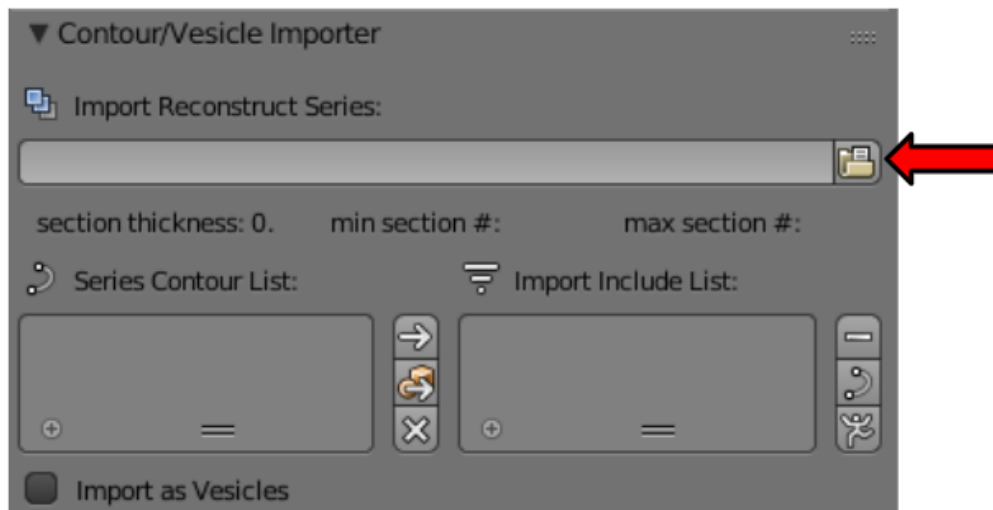 Contour/Vesicle Importer
Import Reconstruct Series:
section thickness: 0. min section #: max section #:
Series Contour List: Import Include List:
Import as Vesicles